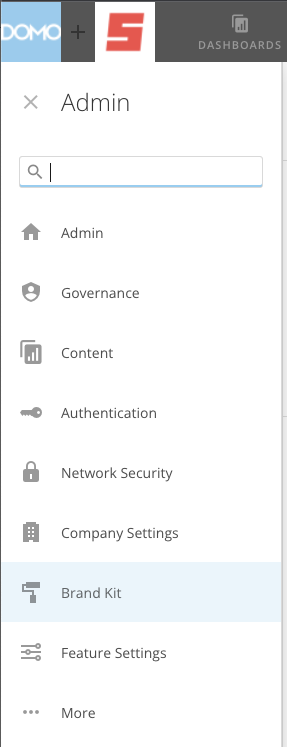 DOMO
+
S
DASHBOARDS
Admin
Admin
Governance
Content
Authentication
Network Security
Company Settings
Brand Kit
Feature Settings
More